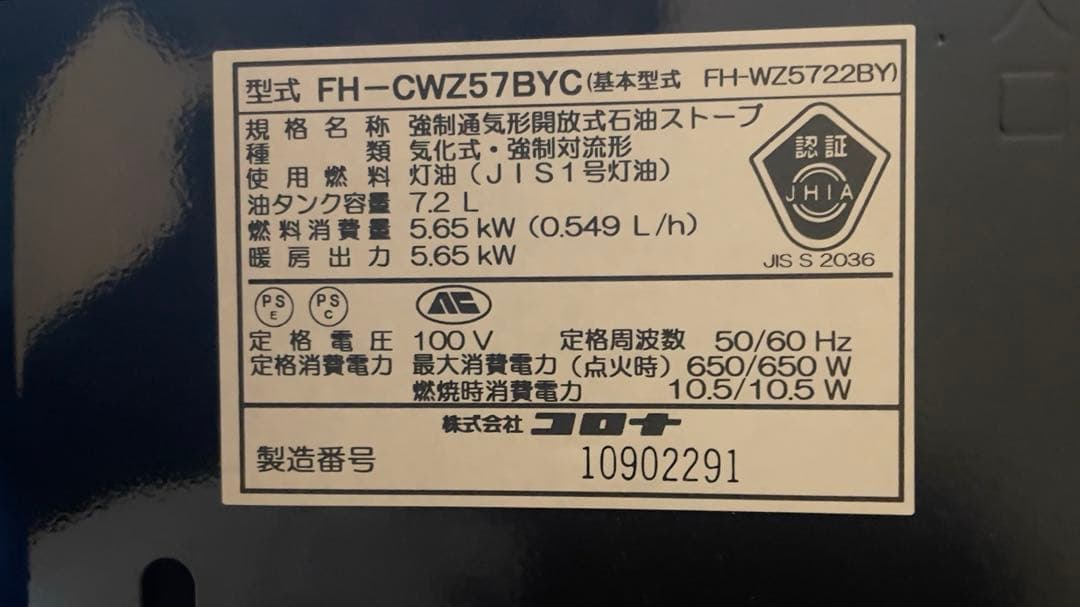 型式 FH-CWZ57BYC(基本型式 FH-WZ5722BY)
規格名称 強制通気形開放式石油ストーブ
種類 気化式・強制対流形
使用燃料 灯油(JIS1号灯油)
油タンク容量 7.2 L
燃料消費量 5.65 kW (0.549 L/h)
暖房出力 5.65 kW
認証
JHIA
JIS S 2036
PS E
PS C
定格電圧 100 V 定格周波数 50/60 Hz
定格消費電力 最大消費電力(点火時) 650/650 W
燃焼時消費電力 10.5/10.5 W
株式会社 コロナ
製造番号 10902291